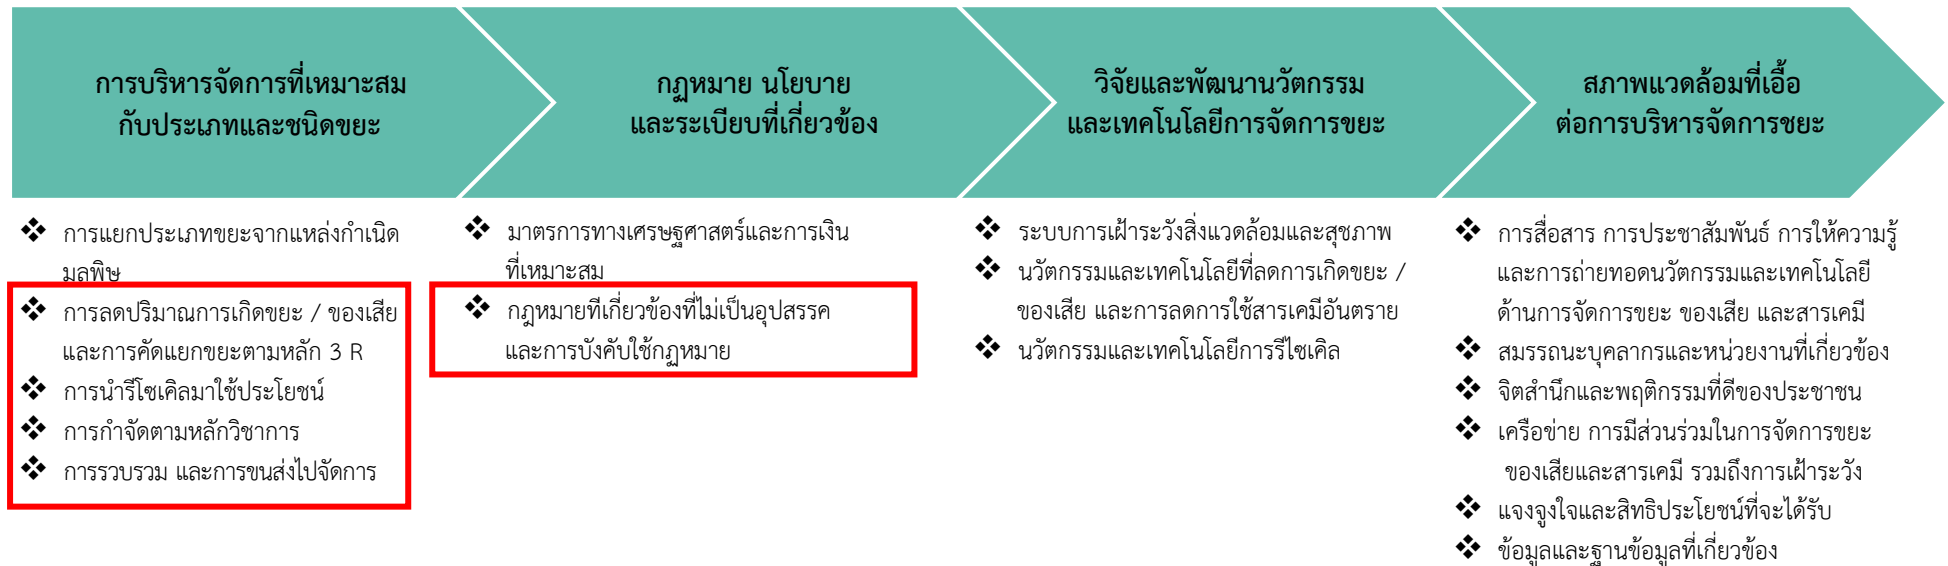 การบริหารจัดการที่เหมาะสม
กับประเภทและชนิดขยะ
กฎหมาย นโยบาย
และระเบียบที่เกี่ยวข้อง
วิจัยและพัฒนานวัตกรรม
และเทคโนโลยีการจัดการขยะ
สภาพแวดล้อมที่เอื้อ
ต่อการบริหารจัดการชยะ
❖ การแยกประเภทขยะจากแหล่งกำเนิด
มลพิษ
❖ การลดปริมาณการเกิดขยะ / ของเสีย
และการคัดแยกขยะตามหลัก 3 R
❖ การนำรีโซเคิลมาใช้ประโยชน์
❖ การกำจัดตามหลักวิชาการ
❖ การรวบรวม และการขนส่งไปจัดการ
❖ มาตรการทางเศรษฐศาสตร์และการเงิน
ที่เหมาะสม
❖ กฎหมายทีเกี่ยวข้องที่ไม่เป็นอุปสรรค
และการบังคับใช้กฎหมาย
❖ ระบบการเฝ้าระวังสิ่งแวดล้อมและสุขภาพ
❖ นวัตกรรมและเทคโนโลยีที่ลดการเกิดขยะ /
ของเสีย และการลดการใช้สารเคมีอันตราย
❖ นวัตกรรมและเทคโนโลยีการรีไซเคิล
❖ การสื่อสาร การประชาสัมพันธ์ การให้ความรู้
และการถ่ายทอดนวัตกรรมและเทคโนโลยี
ด้านการจัดการขยะ ของเสีย และสารเคมี
❖ สมรรถนะบุคลากรและหน่วยงานที่เกี่ยวข้อง
❖ จิตสำนึกและพฤติกรรมที่ดีของประชาชน
❖ เครือข่าย การมีส่วนร่วมในการจัดการขยะ
ของเสียและสารเคมี รวมถึงการเฝ้าระวัง
❖ แจงจูงใจและสิทธิประโยชน์ที่จะได้รับ
❖ ข้อมูลและฐานข้อมูลที่เกี่ยวข้อง